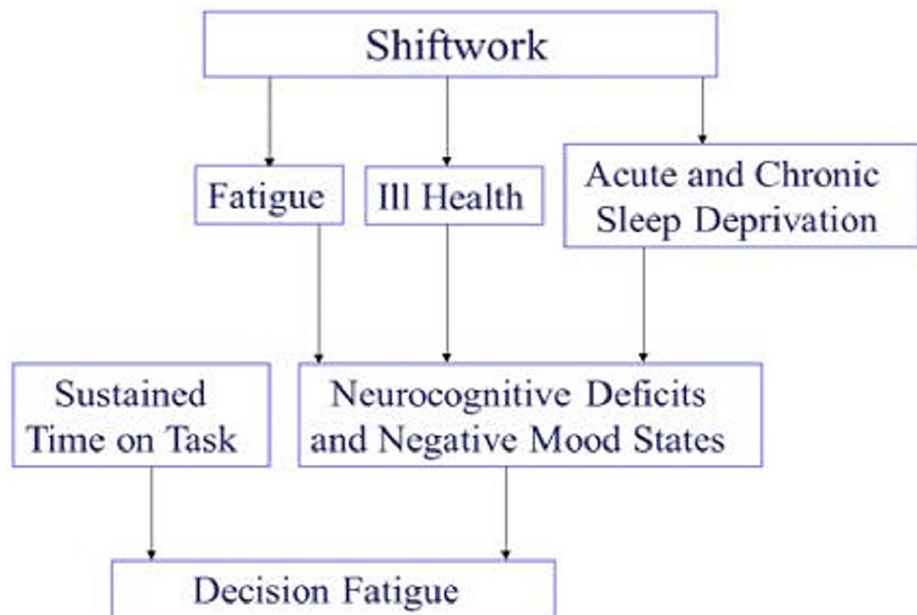 Shiftwork
Fatigue
Ill Health
Acute and Chronic
Sleep Deprivation
Sustained
Time on Task
Neurocognitive Deficits
and Negative Mood States
Decision Fatigue